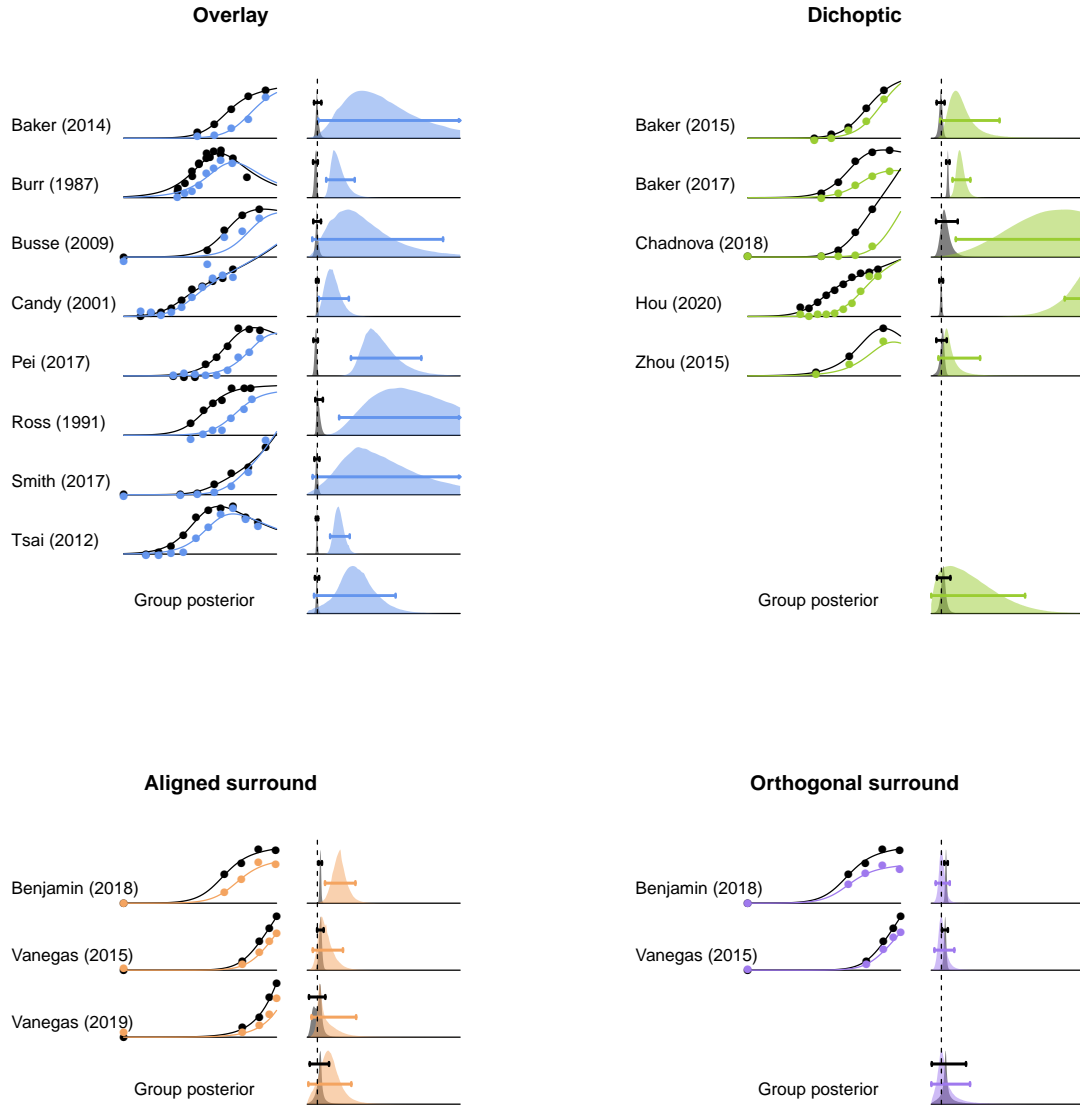 Overlay
Baker (2014)
Burr (1987)
Busse (2009)
Candy (2001)
Pei (2017)
Ross (1991)
Smith (2017)
Tsai (2012)
Group posterior
Dichoptic
Baker (2015)
Baker (2017)
Chadnova (2018)
Hou (2020)
Zhou (2015)
Group posterior
Aligned surround
Benjamin (2018)
Vanegas (2015)
Vanegas (2019)
Group posterior
Orthogonal surround
Benjamin (2018)
Vanegas (2015)
Group posterior